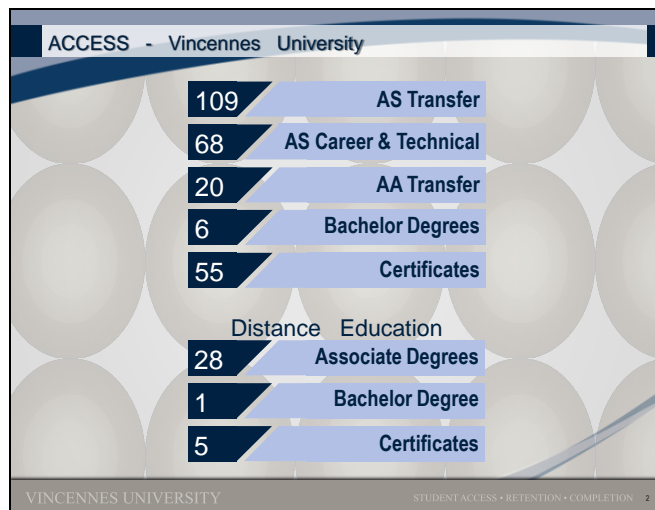 ACCESS - Vincennes University
109 AS Transfer
68 AS Career & Technical
20 AA Transfer
6 Bachelor Degrees
55 Certificates
Distance Education
28 Associate Degrees
1 Bachelor Degree
5 Certificates
VINCENNES UNIVERSITY STUDENT ACCESS • RETENTION • COMPLETION 2